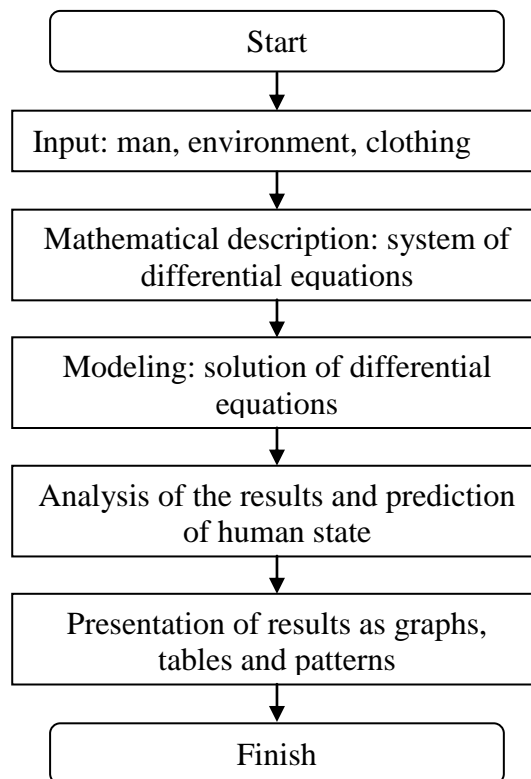 Start
Input: man, environment, clothing
Mathematical description: system of
differential equations
Modeling: solution of differential
equations
Analysis of the results and prediction
of human state
Presentation of results as graphs,
tables and patterns
Finish